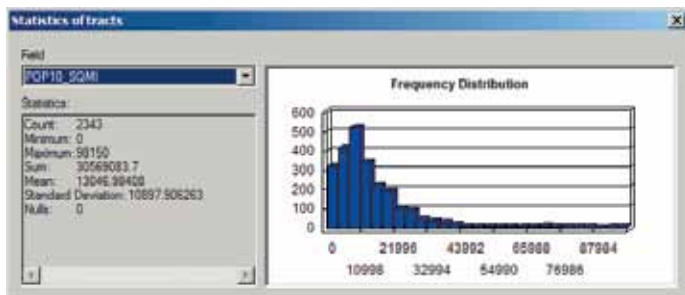 Statistics of tracts
Field
POP10_SQMI
Statistics:
Count: 2343
Minimum: 0
Maximum: 98150
Sum: 30569083.7
Mean: 13046.98408
Standard Deviation: 10897.906263
Nulls: 0
Frequency Distribution
600
500
400
300
200
100
0
0 21996 43992 65988 87984
10998 32994 54990 76986